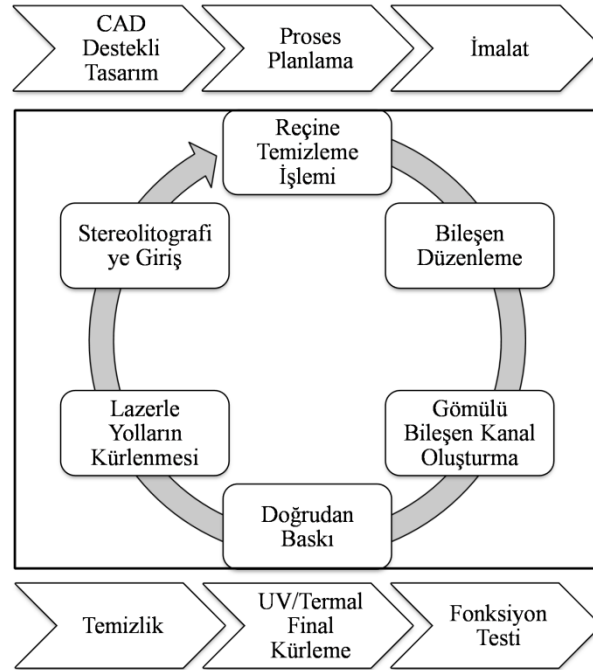 CAD
Destekli
Tasarım
Proses
Planlama
İmalat
Reçine
Temizleme
İşlemi
Stereolitografi
ye Giriş
Bileşen
Düzenleme
Lazerle
Yolların
Kürlenmesi
Gömülü
Bileşen Kanal
Oluşturma
Doğrudan
Baskı
Temizlik
UV/Termal
Final
Kürleme
Fonksiyon
Testi